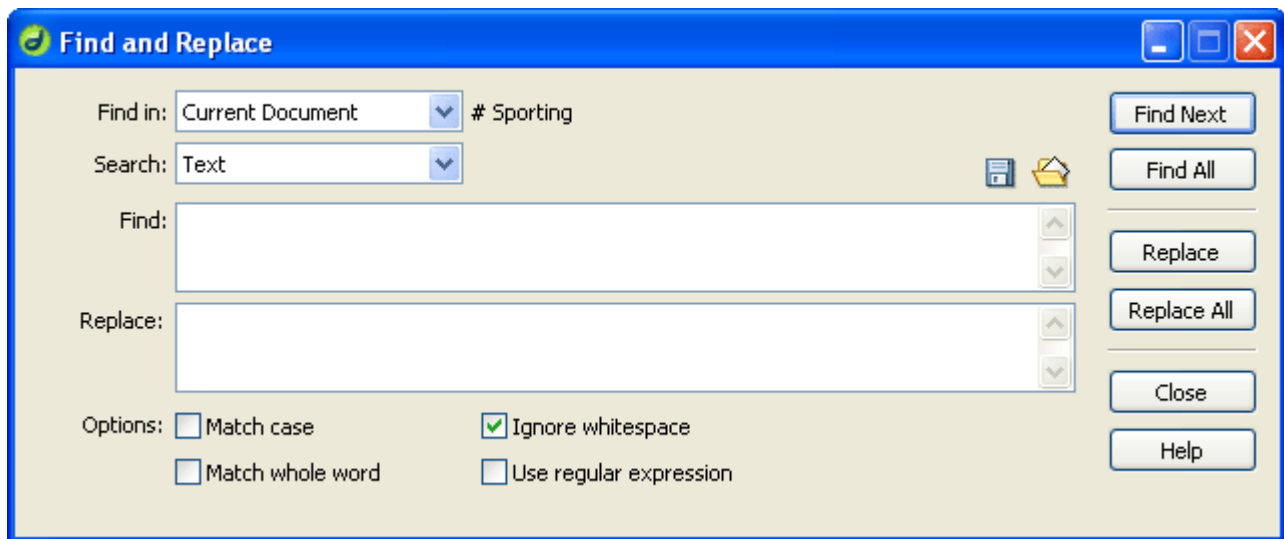 Find and Replace
Find in: Current Document # Sporting
Find Next
Search: Text
Find All
Find:
Replace
Replace:
Replace All
Close
Options: Match case Ignore whitespace
Help
Match whole word Use regular expression